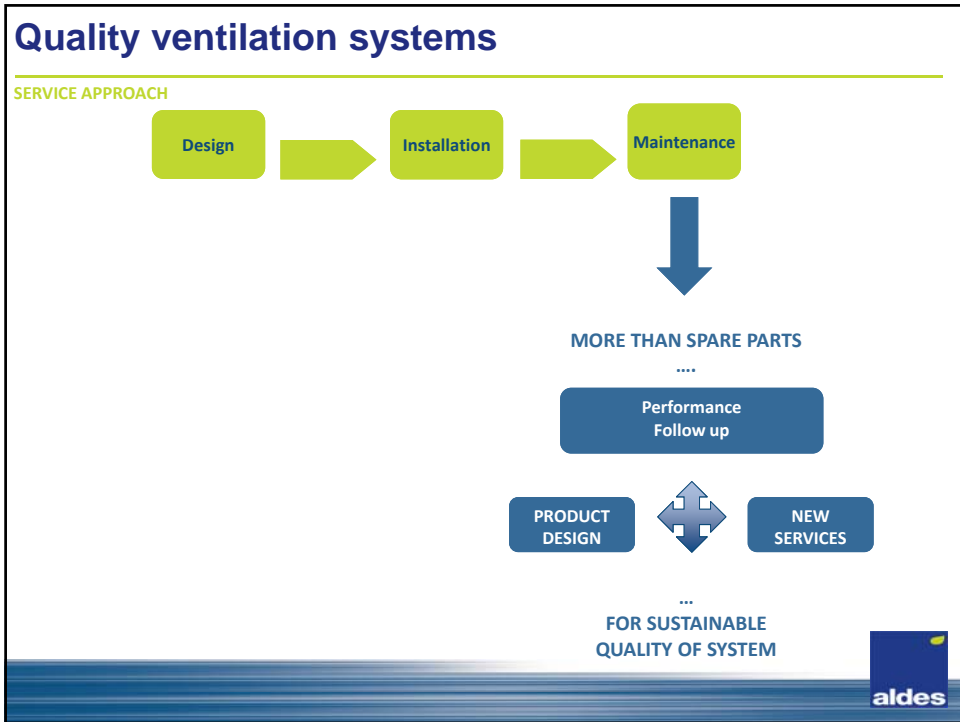 Quality ventilation systems
SERVICE APPROACH
Design
Installation
Maintenance
MORE THAN SPARE PARTS
....
Performance
Follow up
PRODUCT
DESIGN
NEW
SERVICES
...
FOR SUSTAINABLE
QUALITY OF SYSTEM
aldes